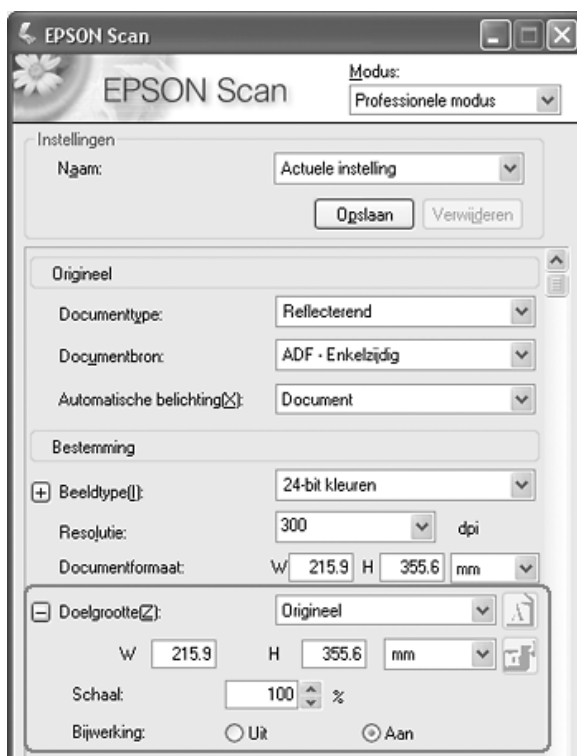 EPSON Scan
EPSON Scan
Modus:
Professionele modus
Instellingen
Naam: Actuele instelling
Opslaan Verwijderen
Origineel
Documenttype: Reflecterend
Documentbron: ADF - Enkelzijdig
Automatische belichting(X): Document
Bestemming
Beeldtype(I): 24-bit kleuren
Resolutie: 300 dpi
Documentformaat: W 215.9 H 355.6 mm
Doelgrootte(Z): Origineel
W 215.9 H 355.6 mm
Schaal: 100 %
Bijwerking: Uit Aan